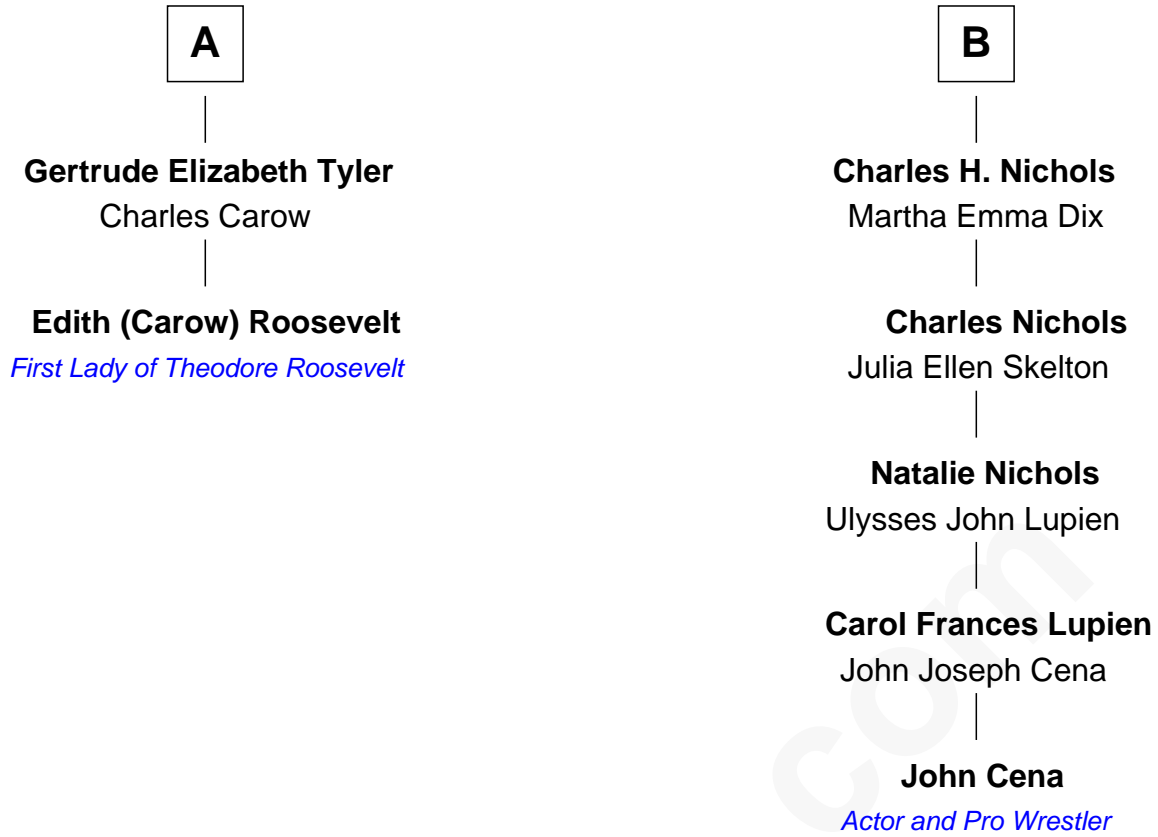 A
Gertrude Elizabeth Tyler
Charles Carow
Edith (Carow) Roosevelt
First Lady of Theodore Roosevelt
B
Charles H. Nichols
Martha Emma Dix
Charles Nichols
Julia Ellen Skelton
Natalie Nichols
Ulysses John Lupien
Carol Frances Lupien
John Joseph Cena
John Cena
Actor and Pro Wrestler
com